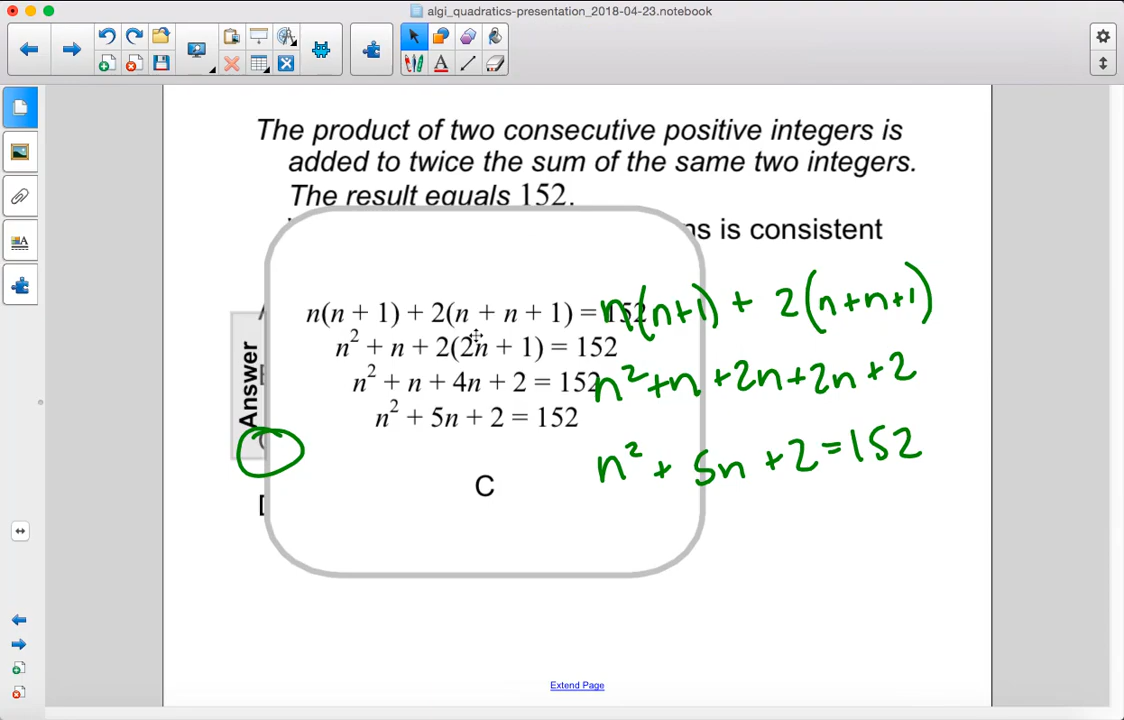 algi_quadratics-presentation_2018-04-23.notebook
The product of two consecutive positive integers is
added to twice the sum of the same two integers.
The result equals 152.
ns is consistent
n(n + 1) + 2(n + n + 1) = 152
n² + n + 2(2n + 1) = 152
n² + n + 4n + 2 = 152
n² + 5n + 2 = 152
C
Answer
n(n+1) + 2(n+n+1)
n²+n+2n+2n+2
n² + 5n +2=152
Extend Page